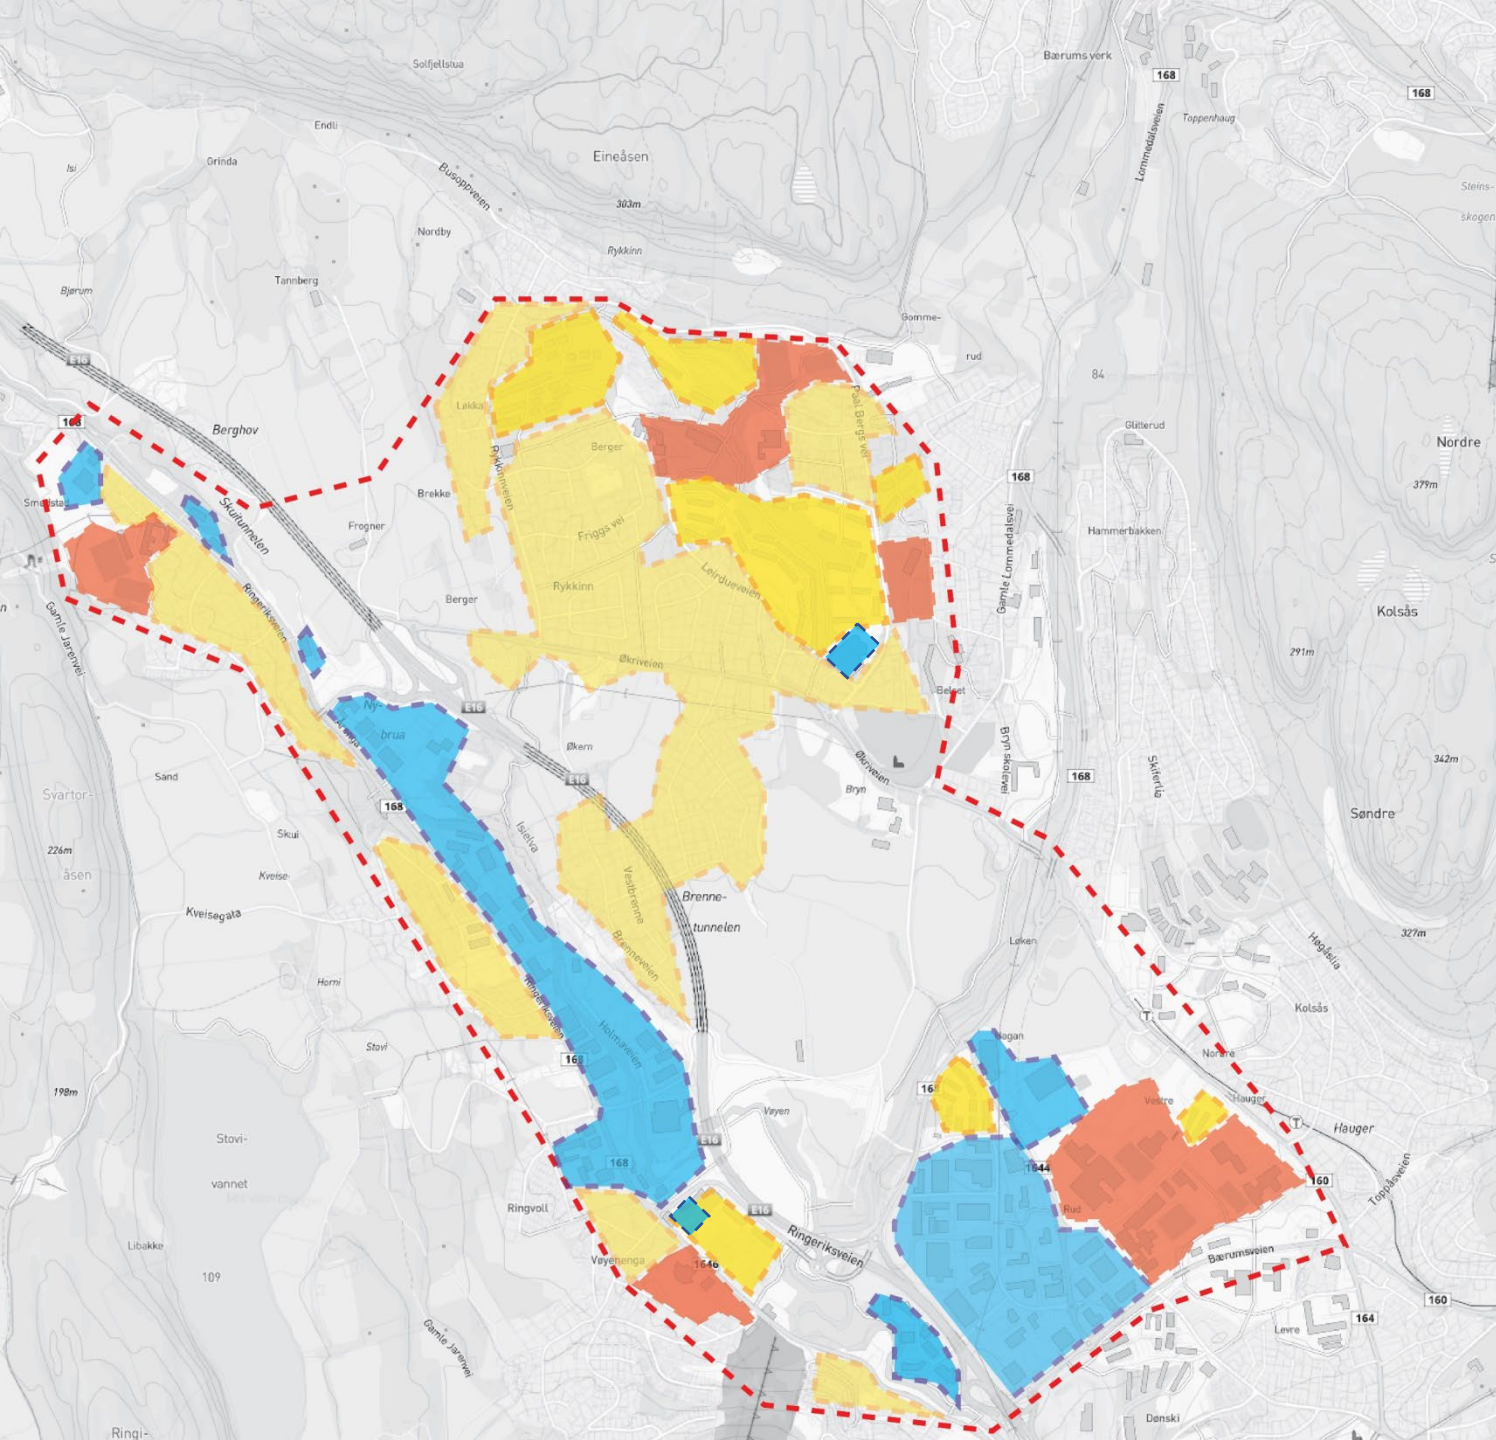 Bærums verk
Solfjellstua
168
168
Toppenhaug
Endli
Lommedalsveien
Eineåsen
Grinda
Isi
Busoppveien
Steins-
skogen
303m
Nordby
Rykkinn
Tannberg
Bjørum
Gomme-
rud
E16
84
Løkka
Paal Bergs vei
168
Berghov
Glitterud
Nordre
Berger
Rykkinnveien
168
379m
Brekke
Smedstad
Skuitunnelen
Frogner
Friggs vei
Hammerbakken
Gamle Lommedalsvei
Leirdueveien
Rykkinn
Berger
Ringeriksveien
Kolsås
Gamle Jarenvei
291m
Økriveien
Belset
Ny-
brua
E16
Økern
Bryn skolevei
342m
Skiferlia
Sand
E16
Økriveien
168
Bryn
Svartor-
åsen
168
Søndre
Skui
Isielva
226m
Kveise
Vestbrenne
Brenne-
tunnelen
Kveisegata
327m
Løken
Høgåslia
Brenneveien
Horni
Ringeriksveien
Kolsås
T
Hagan
Holmaveien
Stovi
168
Nordre
198m
Vestre
Hauger
Vøyen
T
Hauger
Stovi-
vannet
E16
168
1644
160
Toppåsveien
Ringvoll
E16
Rud
Ringeriksveien
Libakke
Bærumsveien
Vøyenenga
1646
109
160
164
Levre
Gamle Jarenvei
Dønski
Ringi-